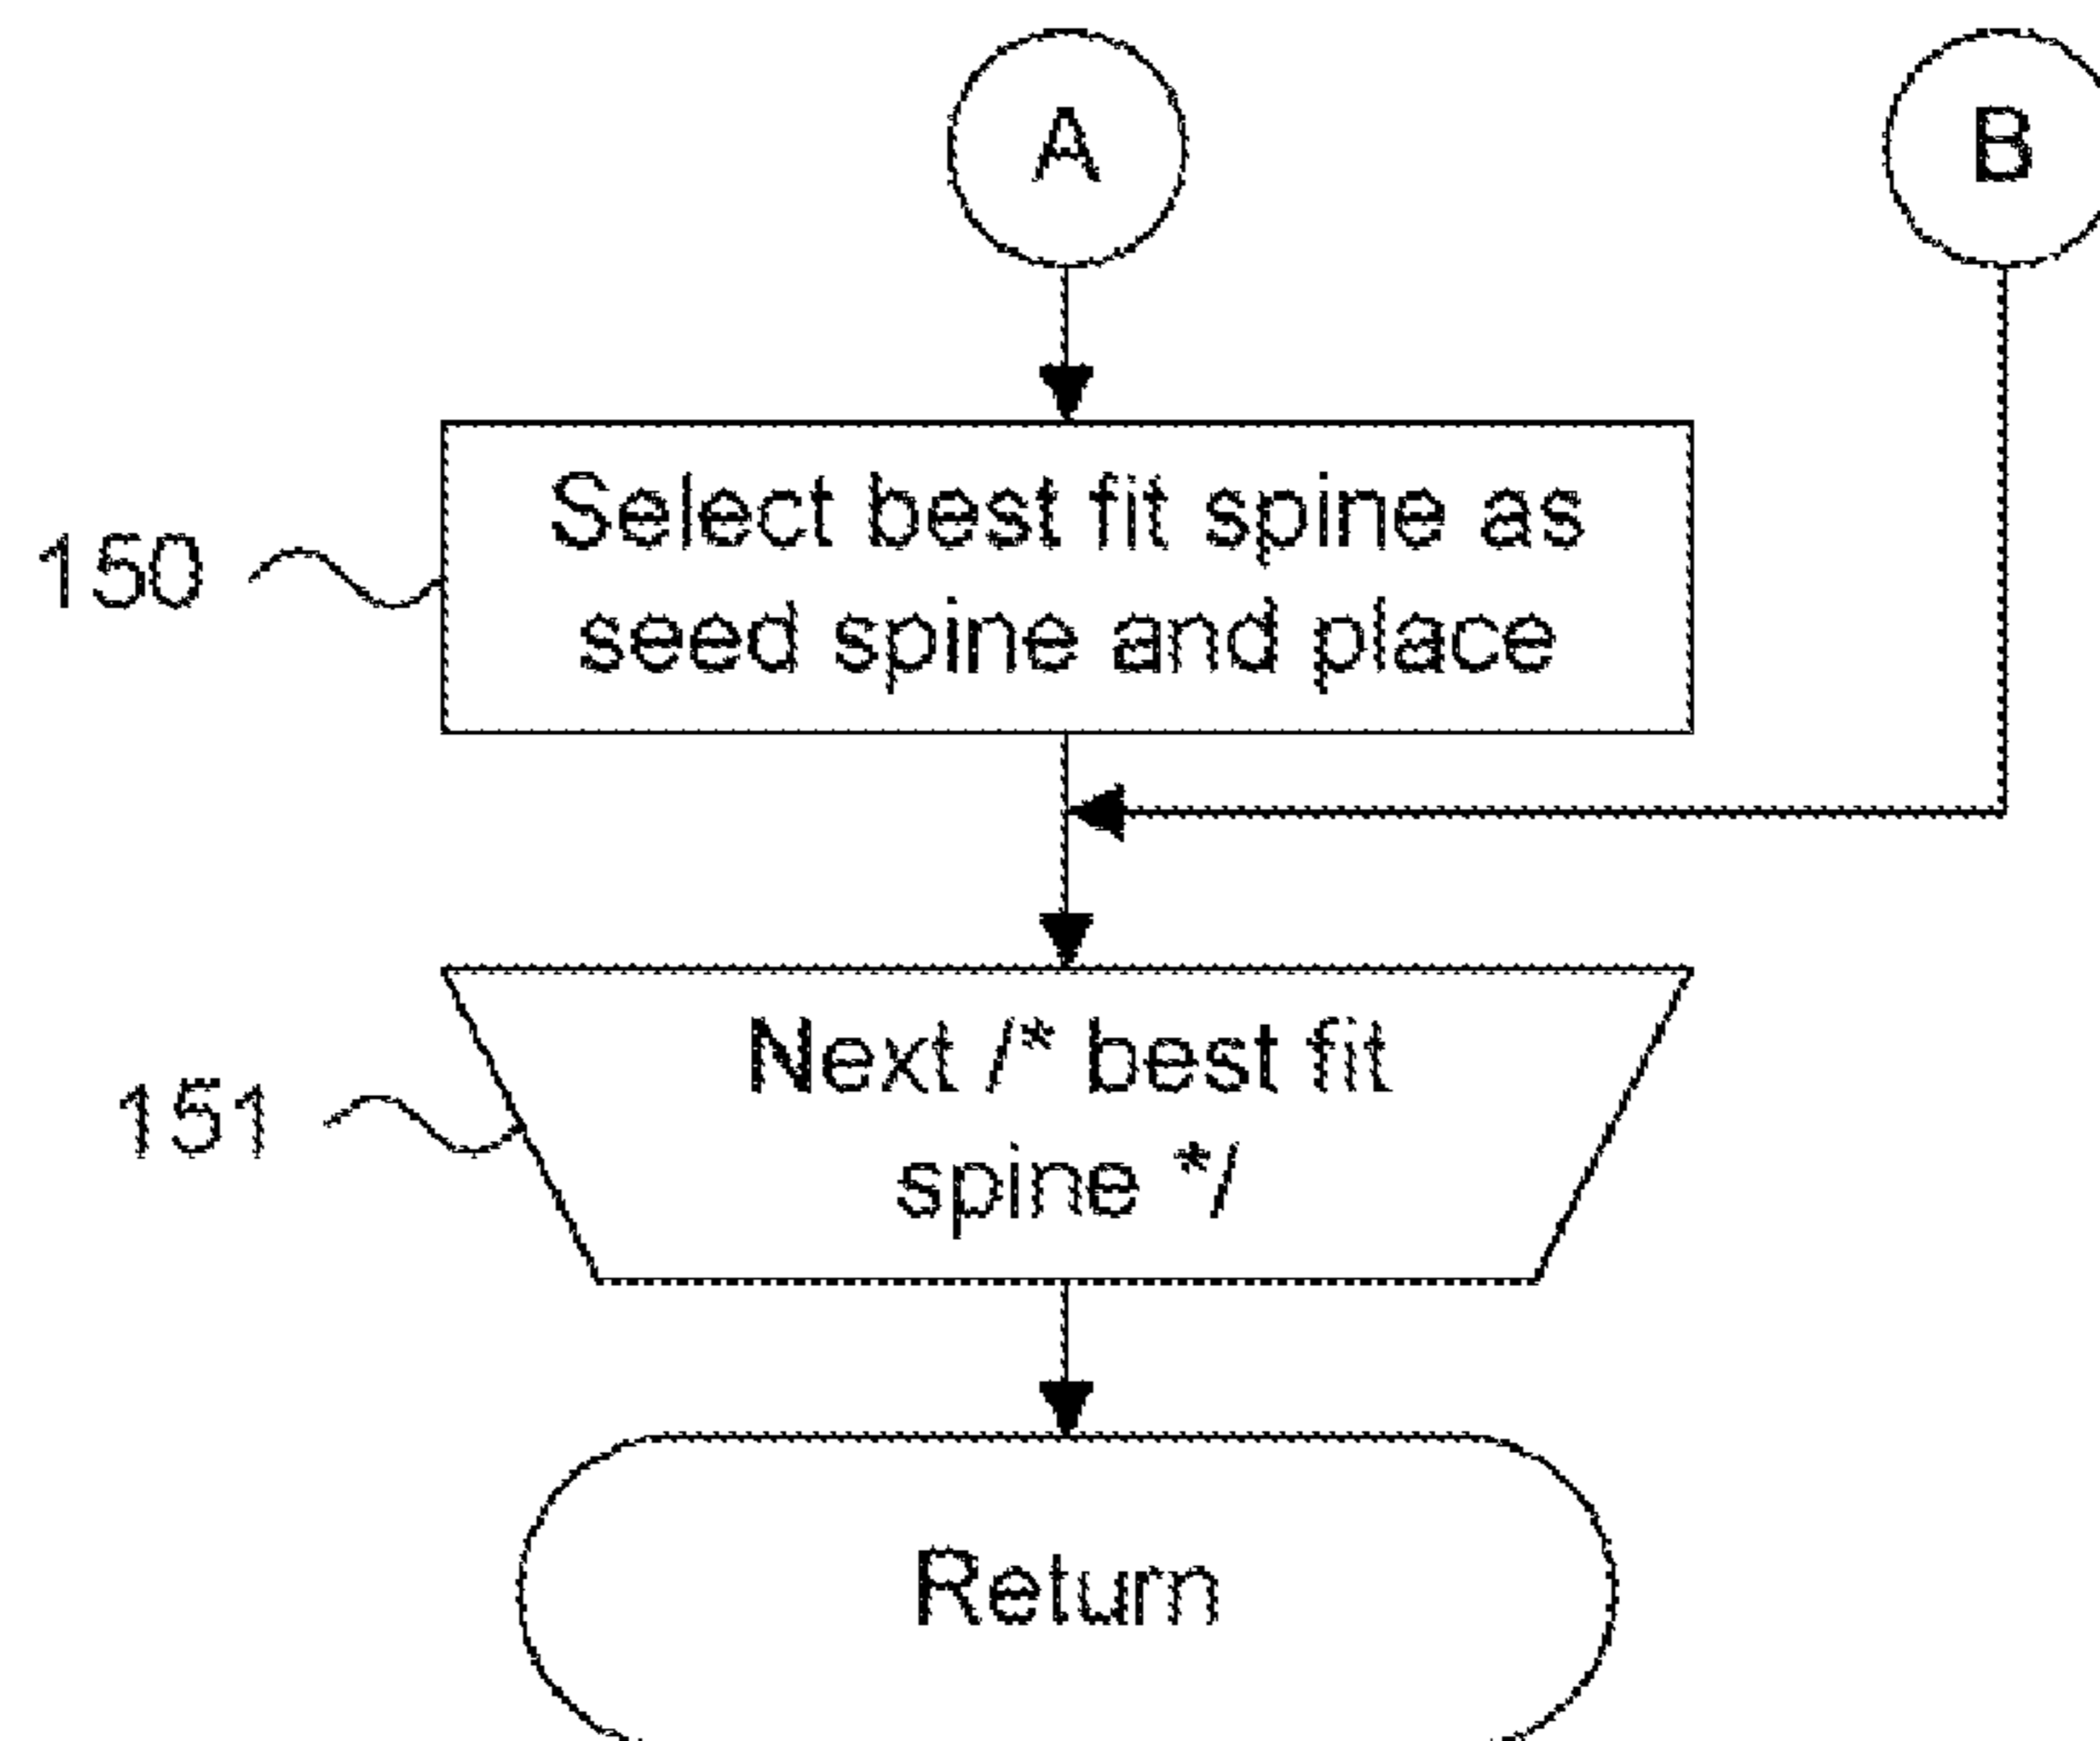 A
B
150
Select best fit spine as
seed spine and place
151
Next /* best fit
spine */
Return